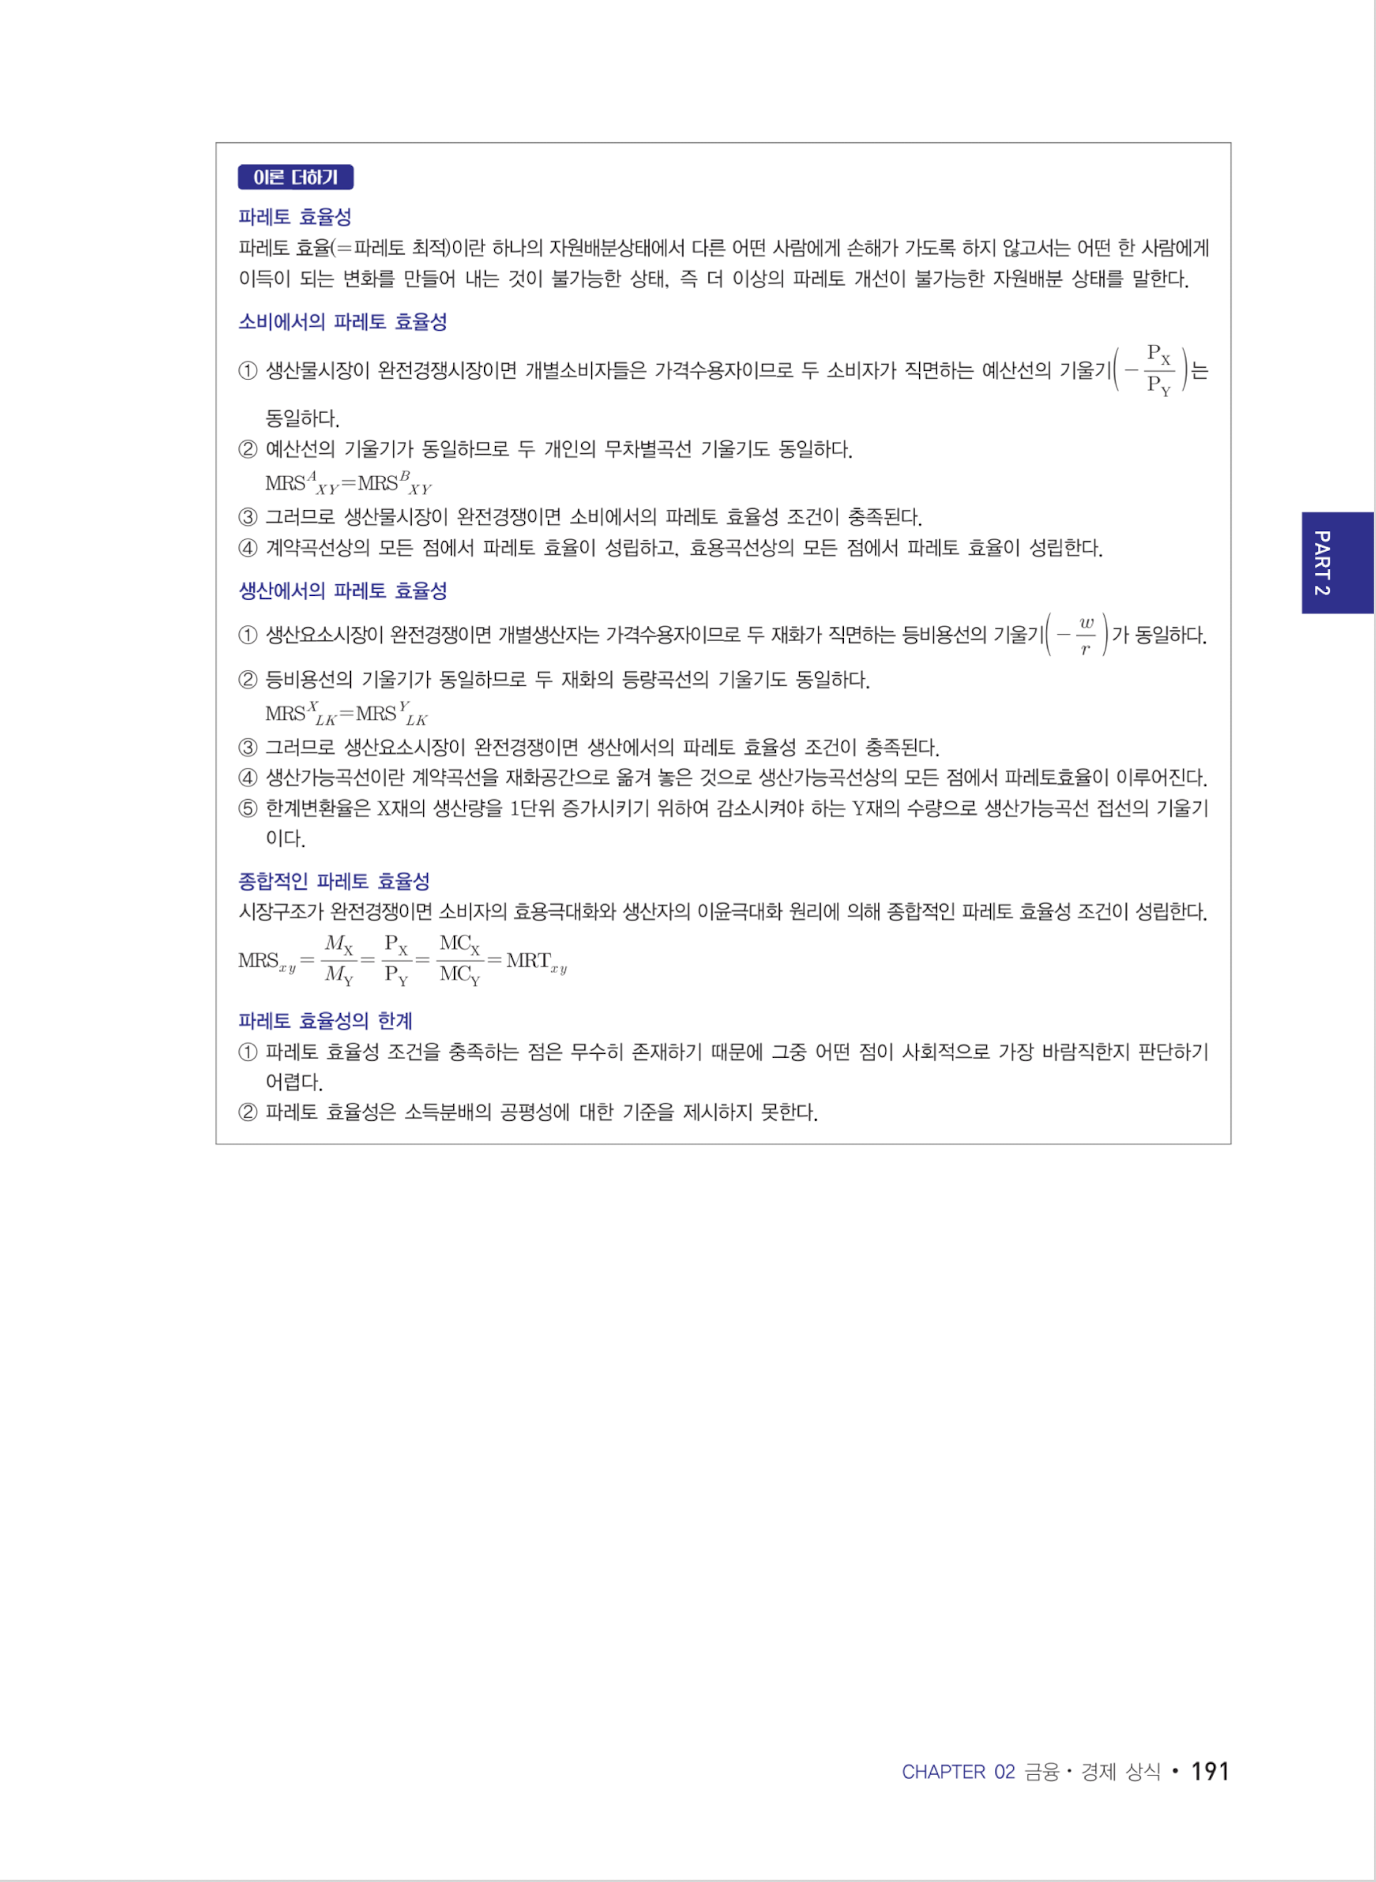 이론 더하기
파레토 효율성
파레토 효율(=파레토 최적)이란 하나의 자원배분상태에서 다른 어떤 사람에게 손해가 가도록 하지 않고서는 어떤 한 사람에게
이득이 되는 변화를 만들어 내는 것이 불가능한 상태, 즉 더 이상의 파레토 개선이 불가능한 자원배분 상태를 말한다.
소비에서의 파레토 효율성
① 생산물시장이 완전경쟁시장이면 개별소비자들은 가격수용자이므로 두 소비자가 직면하는 예산선의 기울기(−P_X/P_Y)는
동일하다.
② 예산선의 기울기가 동일하므로 두 개인의 무차별곡선 기울기도 동일하다.
MRS^A_XY=MRS^B_XY
③ 그러므로 생산물시장이 완전경쟁이면 소비에서의 파레토 효율성 조건이 충족된다.
④ 계약곡선상의 모든 점에서 파레토 효율이 성립하고, 효용곡선상의 모든 점에서 파레토 효율이 성립한다.
생산에서의 파레토 효율성
① 생산요소시장이 완전경쟁이면 개별생산자는 가격수용자이므로 두 재화가 직면하는 등비용선의 기울기(−w/r)가 동일하다.
② 등비용선의 기울기가 동일하므로 두 재화의 등량곡선의 기울기도 동일하다.
MRS^X_LK=MRS^Y_LK
③ 그러므로 생산요소시장이 완전경쟁이면 생산에서의 파레토 효율성 조건이 충족된다.
④ 생산가능곡선이란 계약곡선을 재화공간으로 옮겨 놓은 것으로 생산가능곡선상의 모든 점에서 파레토효율이 이루어진다.
⑤ 한계변환율은 X재의 생산량을 1단위 증가시키기 위하여 감소시켜야 하는 Y재의 수량으로 생산가능곡선 접선의 기울기
이다.
종합적인 파레토 효율성
시장구조가 완전경쟁이면 소비자의 효용극대화와 생산자의 이윤극대화 원리에 의해 종합적인 파레토 효율성 조건이 성립한다.
MRS_xy=M_X/M_Y=P_X/P_Y=MC_X/MC_Y=MRT_xy
파레토 효율성의 한계
① 파레토 효율성 조건을 충족하는 점은 무수히 존재하기 때문에 그중 어떤 점이 사회적으로 가장 바람직한지 판단하기
어렵다.
② 파레토 효율성은 소득분배의 공평성에 대한 기준을 제시하지 못한다.
PART 2
CHAPTER 02 금융·경제 상식 • 191